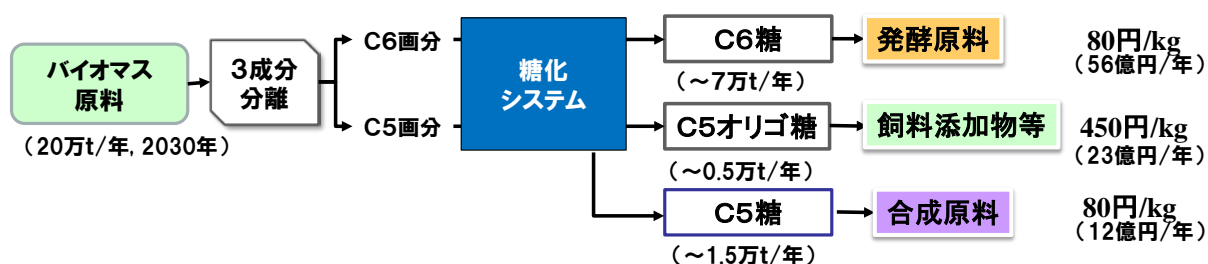 バイオマス
原料
(20万t/年, 2030年)
3成分
分離
C6画分
C5画分
糖化
システム
C6糖
(～7万t/年)
発酵原料
80円/kg
(56億円/年)
C5オリゴ糖
(～0.5万t/年)
飼料添加物等
450円/kg
(23億円/年)
C5糖
(～1.5万t/年)
合成原料
80円/kg
(12億円/年)